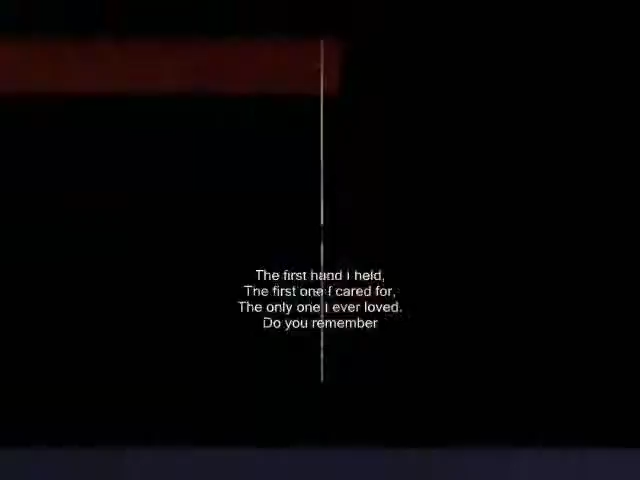 The first hand I held,
The first one I cared for,
The only one I ever loved.
Do you remember